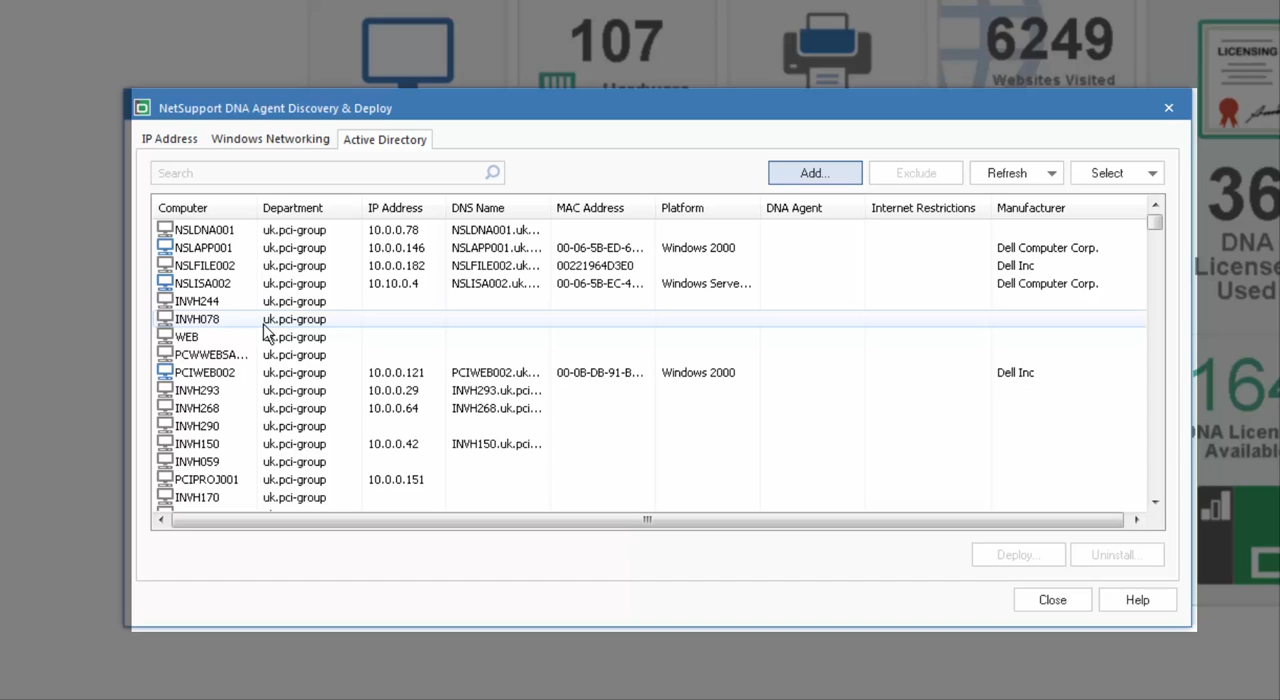 107
6249
Websites Visited
LICENSING
NetSupport DNA Agent Discovery & Deploy
IP Address Windows Networking Active Directory
Search Add... Exclude Refresh Select
Computer Department IP Address DNS Name MAC Address Platform DNA Agent Internet Restrictions Manufacturer
NSLDNA001 uk.pci-group 10.0.0.78 NSLDNA001.uk...
NSLAPP001 uk.pci-group 10.0.0.146 NSLAPP001.uk.... 00-06-5B-ED-6... Windows 2000 Dell Computer Corp.
NSLFILE002 uk.pci-group 10.0.0.182 NSLFILE002.uk... 00221964D3E0 Dell Inc
NSLISA002 uk.pci-group 10.10.0.4 NSLISA002.uk.... 00-06-5B-EC-4... Windows Serve... Dell Computer Corp.
INVH244 uk.pci-group
INVH078 uk.pci-group
WEB uk.pci-group
PCWWEBSA... uk.pci-group
PCIWEB002 uk.pci-group 10.0.0.121 PCIWEB002.uk... 00-0B-DB-91-B... Windows 2000 Dell Inc
INVH293 uk.pci-group 10.0.0.29 INVH293.uk.pci...
INVH268 uk.pci-group 10.0.0.64 INVH268.uk.pci...
INVH290 uk.pci-group
INVH150 uk.pci-group 10.0.0.42 INVH150.uk.pci...
INVH059 uk.pci-group
PCIPROJ001 uk.pci-group 10.0.0.151
INVH170 uk.pci-group
Deploy... Uninstall...
Close Help
36
DNA
License
Used
164
NA Licen
Available